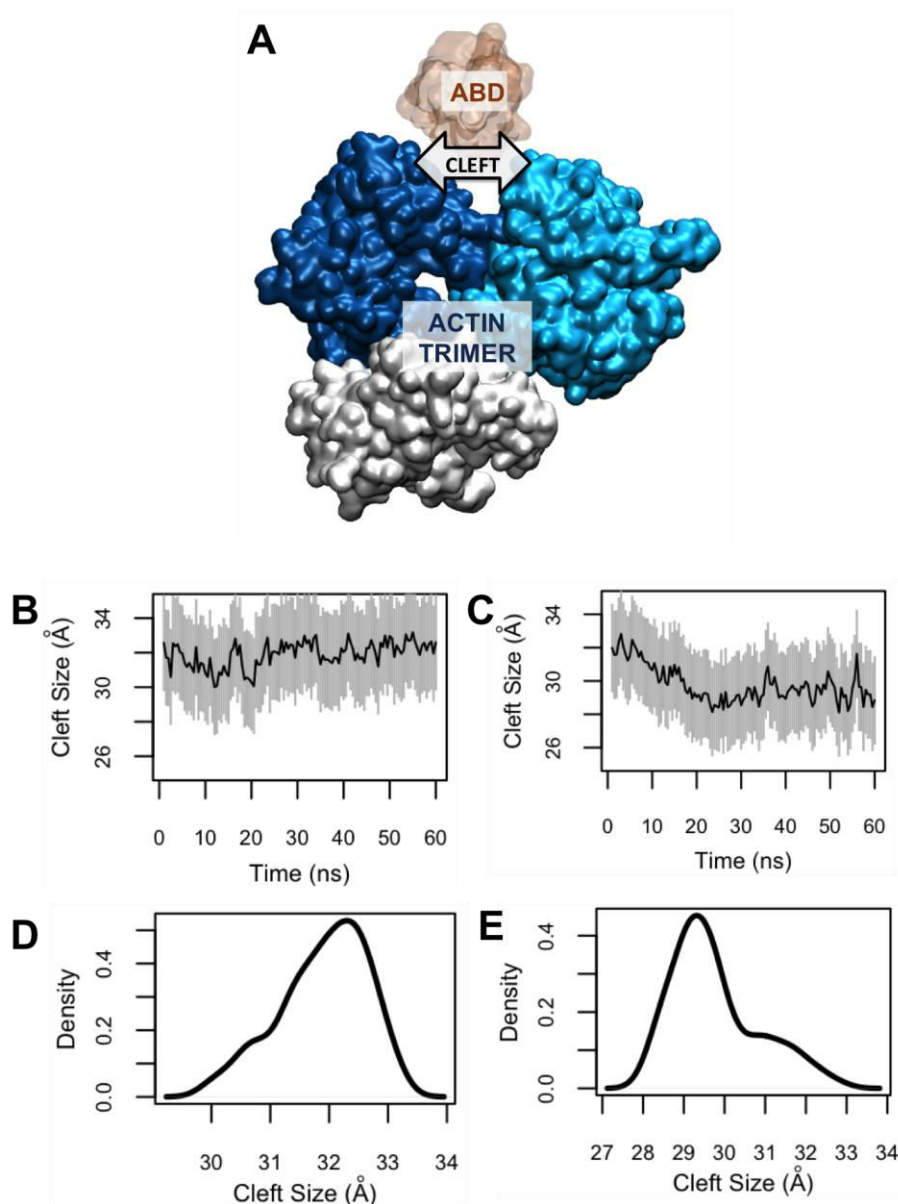 A
ABD
CLEFT
ACTIN
TRIMER
B
Cleft Size (Å)
34
30
26
0 10 20 30 40 50 60
Time (ns)
C
Cleft Size (Å)
34
30
26
0 10 20 30 40 50 60
Time (ns)
D
Density
0.4
0.2
0.0
30 31 32 33 34
Cleft Size (Å)
E
Density
0.4
0.2
0.0
27 28 29 30 31 32 33 34
Cleft Size (Å)